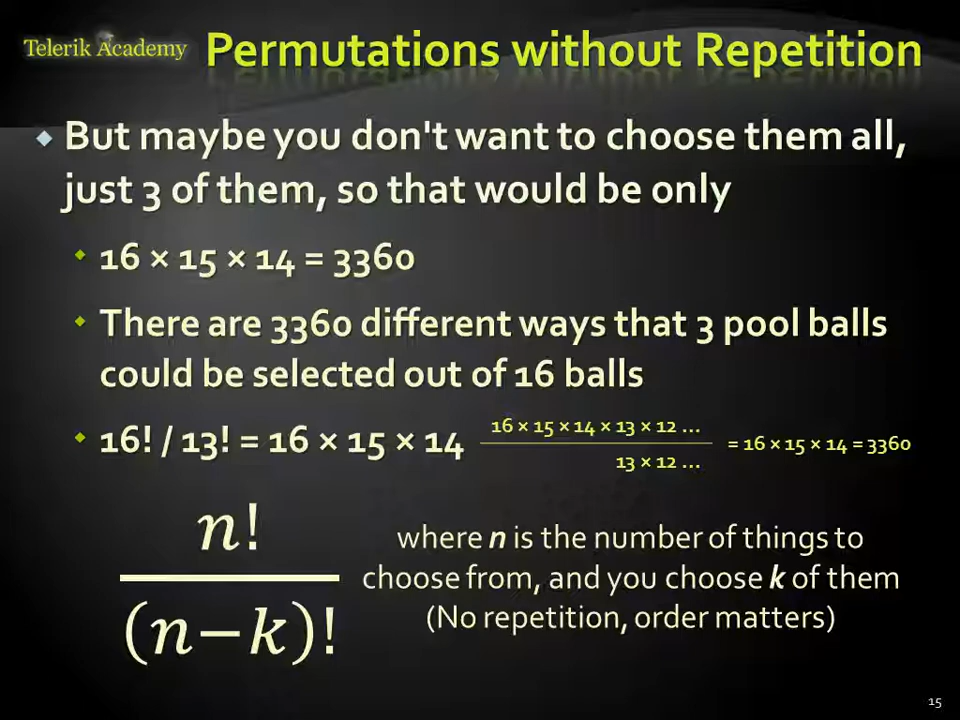 Telerik Academy
Permutations without Repetition
But maybe you don't want to choose them all,
just 3 of them, so that would be only
16 × 15 × 14 = 3360
There are 3360 different ways that 3 pool balls
could be selected out of 16 balls
16! / 13! = 16 × 15 × 14
16 × 15 × 14 × 13 × 12 ...
13 × 12 ...
= 16 × 15 × 14 = 3360
n!
(n−k)!
where n is the number of things to
choose from, and you choose k of them
(No repetition, order matters)
15